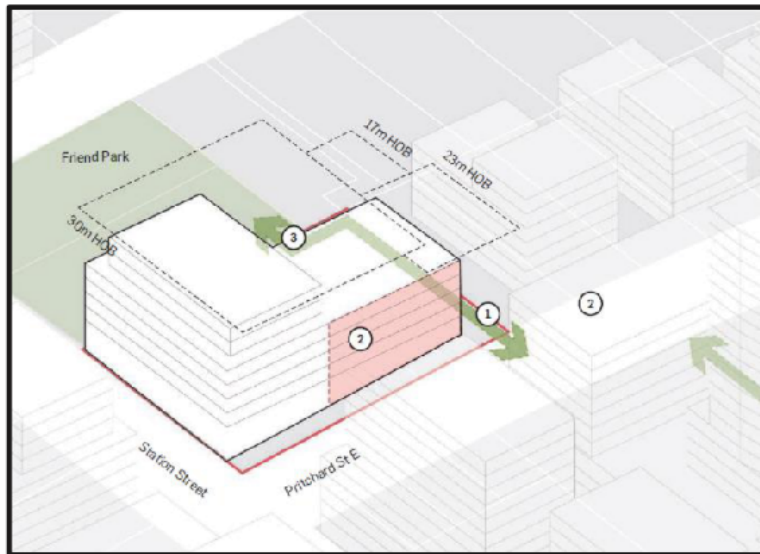 Friend Park
17m HOB
23m HOB
30m HOB
3
1
2
2
Station Street
Pritchard St E